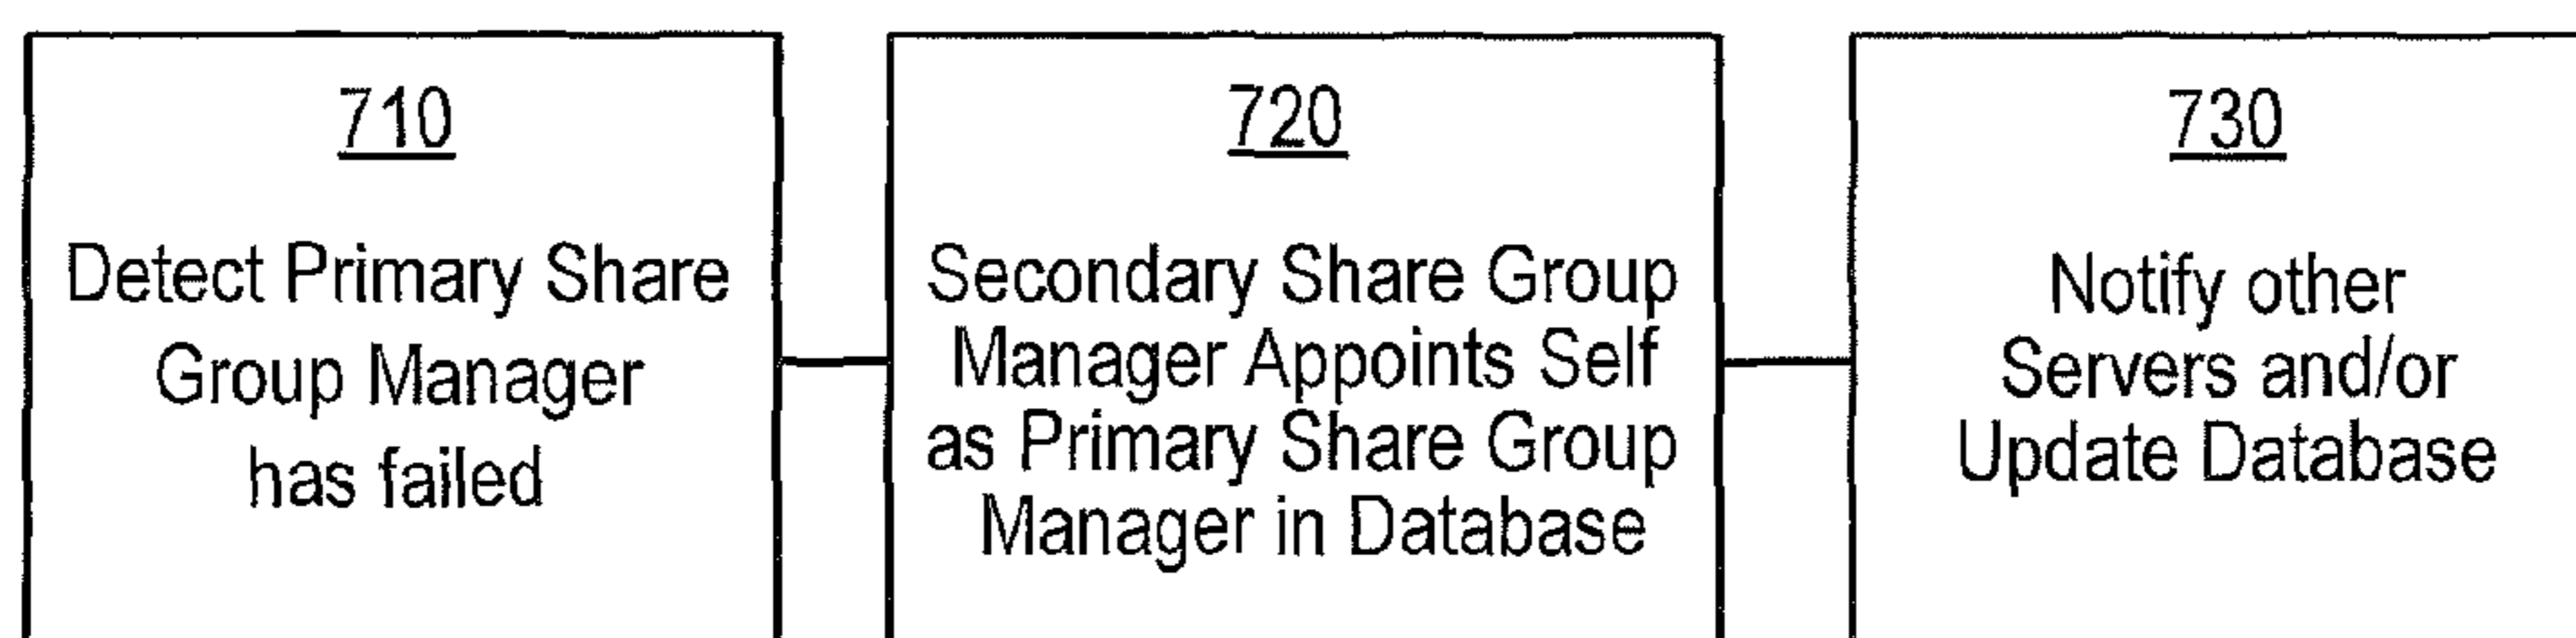 710
Detect Primary Share
Group Manager
has failed
720
Secondary Share Group
Manager Appoints Self
as Primary Share Group
Manager in Database
730
Notify other
Servers and/or
Update Database